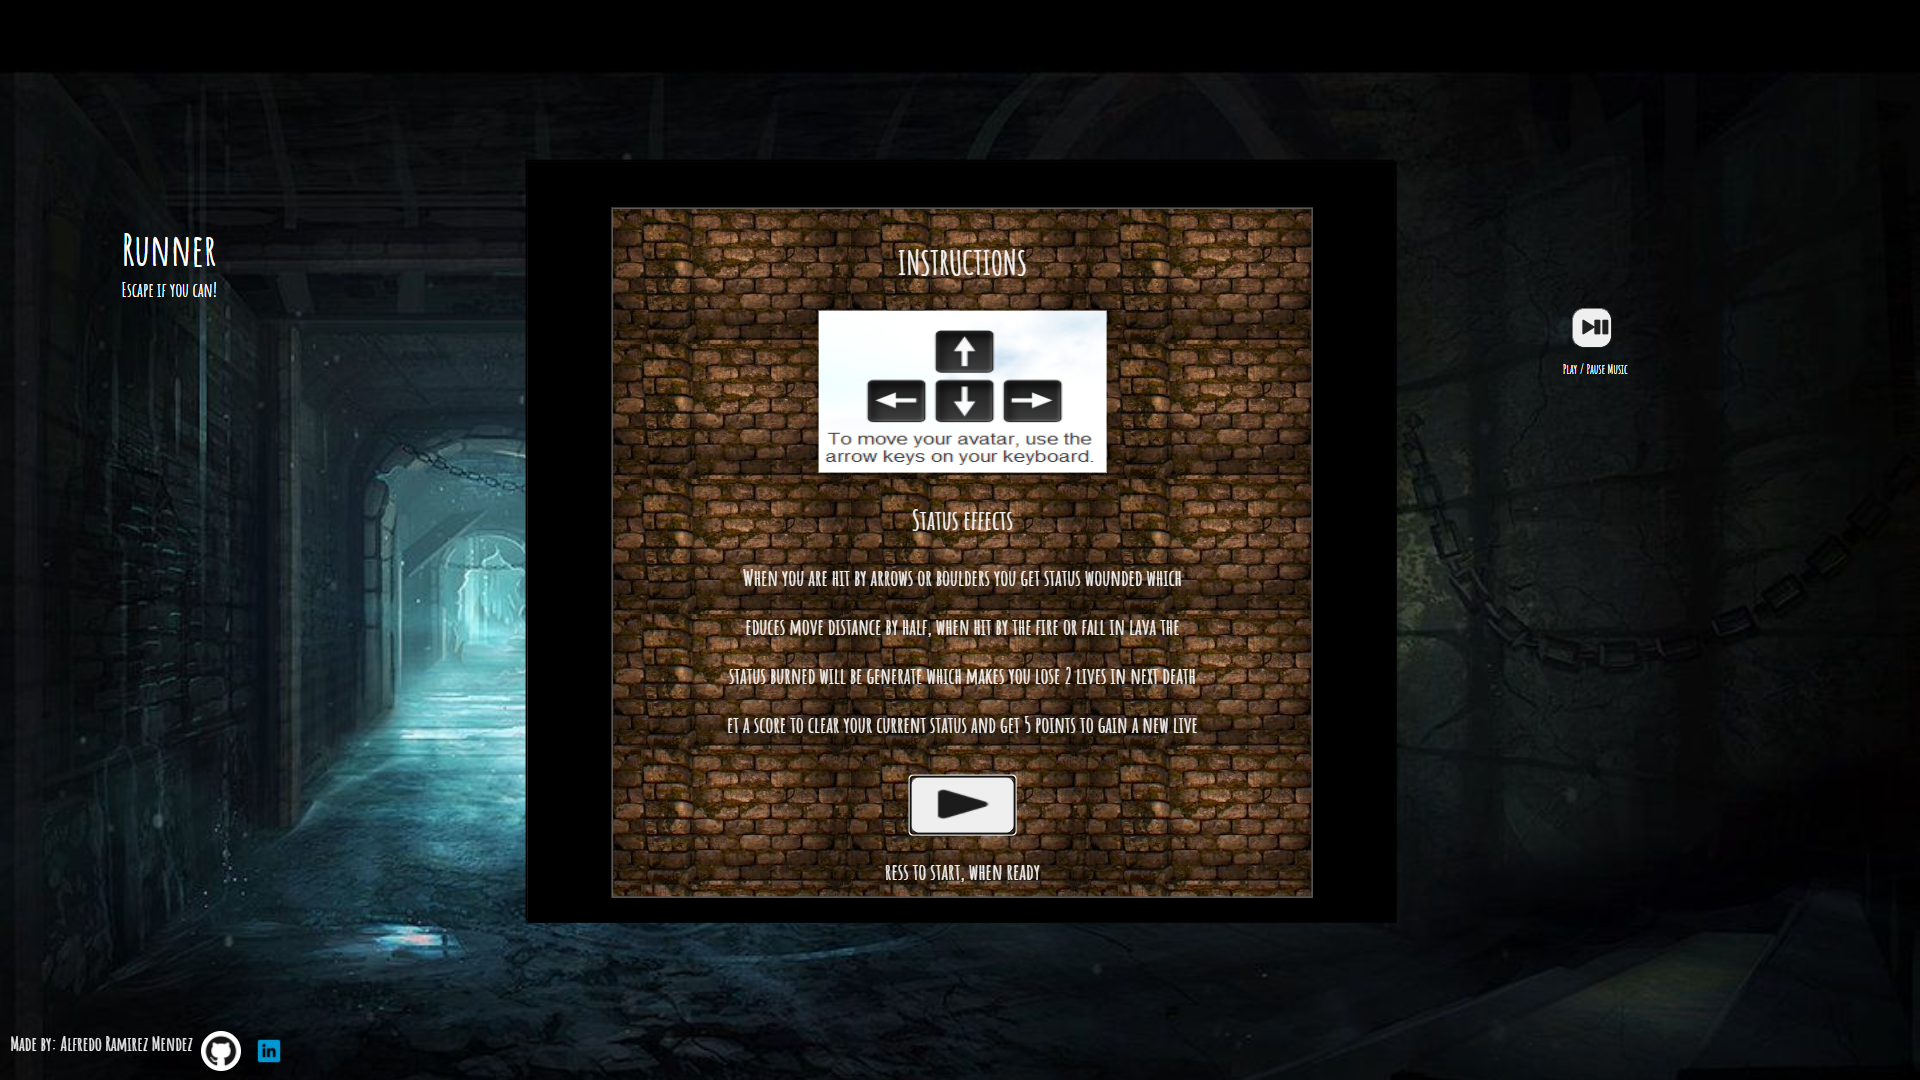 Runner
Escape if you can!
INSTRUCTIONS
To move your avatar, use the
arrow keys on your keyboard.
Status effects
When you are hit by arrows or boulders you get status wounded which
educes move distance by half, when hit by the fire or fall in lava the
status burned will be generate which makes you lose 2 lives in next death
et a score to clear your current status and get 5 points to gain a new live
ress to start, when ready
Play / Pause Music
Made by: Alfredo Ramirez Mendez
in